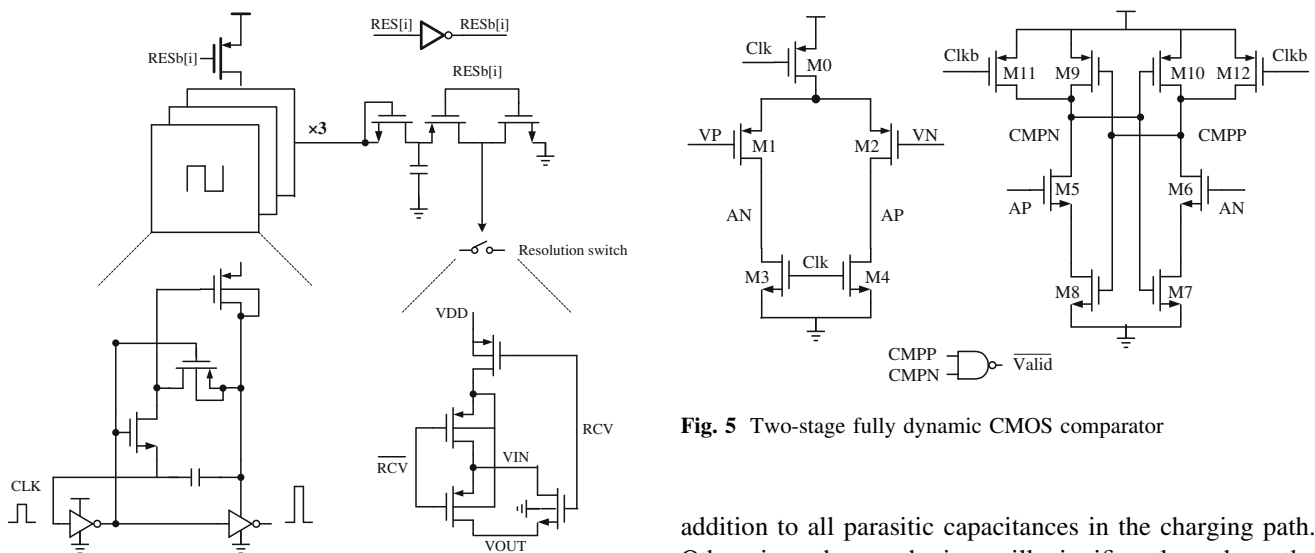 RES[i]
RESb[i]
RESb[i]
RESb[i]
×3
Resolution switch
CLK
VDD
RCV
RCV
VIN
VOUT
Clk
M0
VP
M1
M2
VN
AN
AP
M3
Clk
M4
Clkb
M11
M9
M10
M12
Clkb
CMPN
CMPP
M5
M6
AP
AN
M8
M7
CMPP
CMPN
Valid
Fig. 5 Two-stage fully dynamic CMOS comparator
addition to all parasitic capacitances in the charging path.